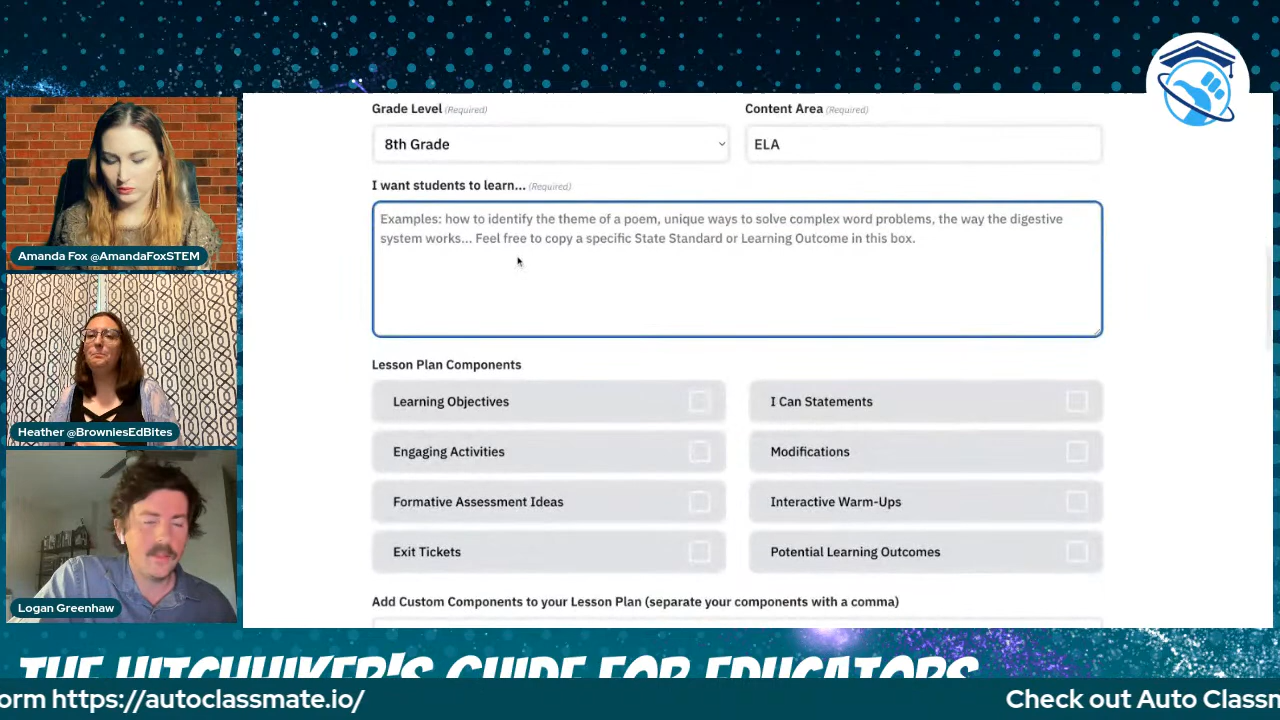 Grade Level (Required)
Content Area (Required)
8th Grade
ELA
I want students to learn... (Required)
Examples: how to identify the theme of a poem, unique ways to solve complex word problems, the way the digestive
system works... Feel free to copy a specific State Standard or Learning Outcome in this box.
Lesson Plan Components
Learning Objectives
I Can Statements
Engaging Activities
Modifications
Formative Assessment Ideas
Interactive Warm-Ups
Exit Tickets
Potential Learning Outcomes
Add Custom Components to your Lesson Plan (separate your components with a comma)
Amanda Fox @AmandaFoxSTEM
Heather @BrowniesEdBites
Logan Greenhaw
THE HITCHHIKER'S GUIDE FOR EDUCATORS
orm https://autoclassmate.io/
Check out Auto Classm